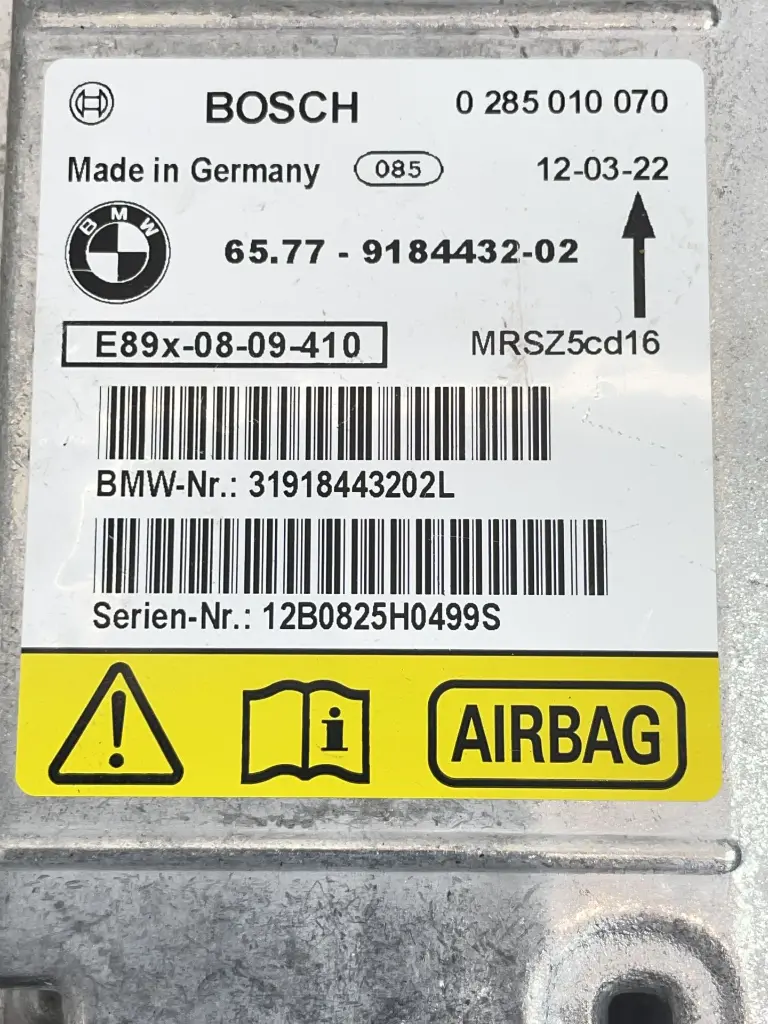 BOSCH 0 285 010 070
Made in Germany 085 12-03-22
BMW 65.77 - 9184432-02
E89x-08-09-410 MRSZ5cd16
BMW-Nr.: 31918443202L
Serien-Nr.: 12B0825H0499S
! i AIRBAG